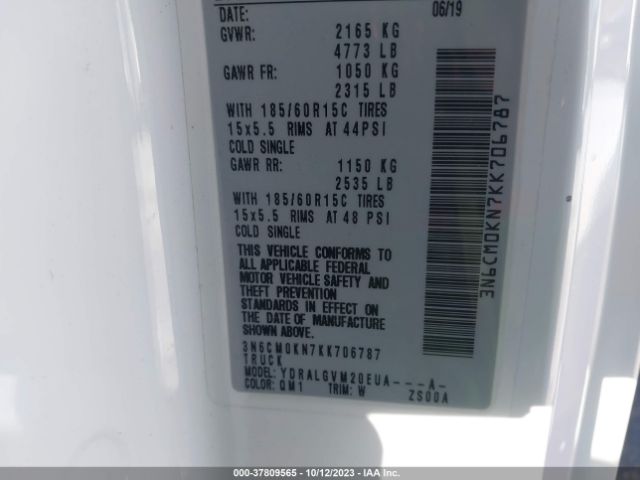 DATE: 06/19
GVWR: 2165 KG
4773 LB
GAWR FR: 1050 KG
2315 LB
WITH 185/60R15C TIRES
15x5.5 RIMS AT 44PSI
COLD SINGLE
GAWR RR: 1150 KG
2535 LB
WITH 185/60R15C TIRES
15x5.5 RIMS AT 48 PSI
COLD SINGLE
THIS VEHICLE CONFORMS TO
ALL APPLICABLE FEDERAL
MOTOR VEHICLE SAFETY AND
THEFT PREVENTION
STANDARDS IN EFFECT ON
THE DATE OF MANUFACTURE
SHOWN ABOVE.
3N6CM0KN7KK706787
TRUCK
MODEL: YDRALGVM20EUA---A-
COLOR: QM1 TRIM: W ZS00A
3N6CM0KN7KK706787
000-37809565 - 10/12/2023 - IAA Inc.